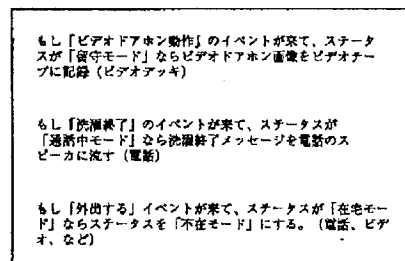 もし『ビデオドアホン動作』のイベントが来て、ステータ
スが「留守モード」ならビデオドアホン画像をビデオテー
プに記録（ビデオデッキ）
もし『洗濯終了』のイベントが来て、ステータスが
「通話中モード」なら洗濯終了メッセージを電話のス
ピーカに流す（電話）
もし『外出する』イベントが来て、ステータスが「在宅モー
ド」ならステータスを「不在モード」にする。（電話、ビデ
オ、など）